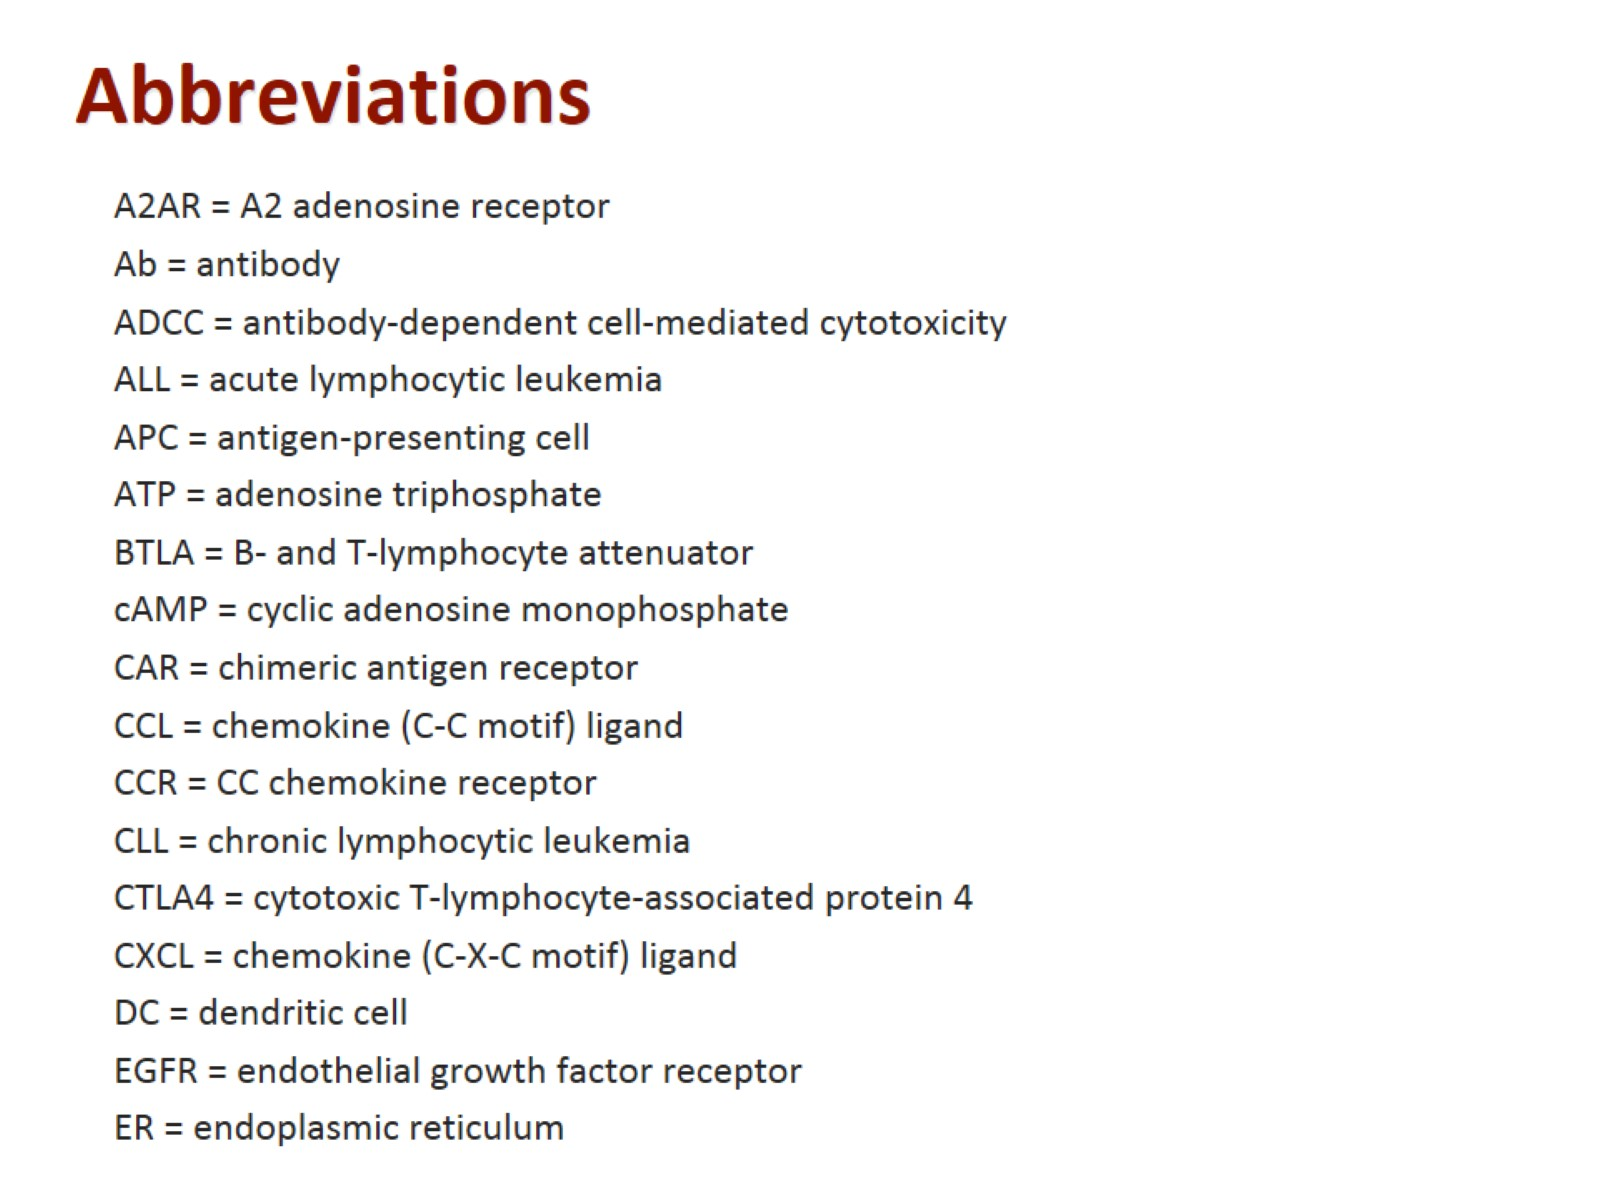 Abbreviations
A2AR = A2 adenosine receptor
Ab = antibody
ADCC = antibody-dependent cell-mediated cytotoxicity
ALL = acute lymphocytic leukemia
APC = antigen-presenting cell
ATP = adenosine triphosphate
BTLA = B- and T-lymphocyte attenuator
cAMP = cyclic adenosine monophosphate
CAR = chimeric antigen receptor
CCL = chemokine (C-C motif) ligand
CCR = CC chemokine receptor
CLL = chronic lymphocytic leukemia
CTLA4 = cytotoxic T-lymphocyte-associated protein 4
CXCL = chemokine (C-X-C motif) ligand
DC = dendritic cell
EGFR = endothelial growth factor receptor
ER = endoplasmic reticulum